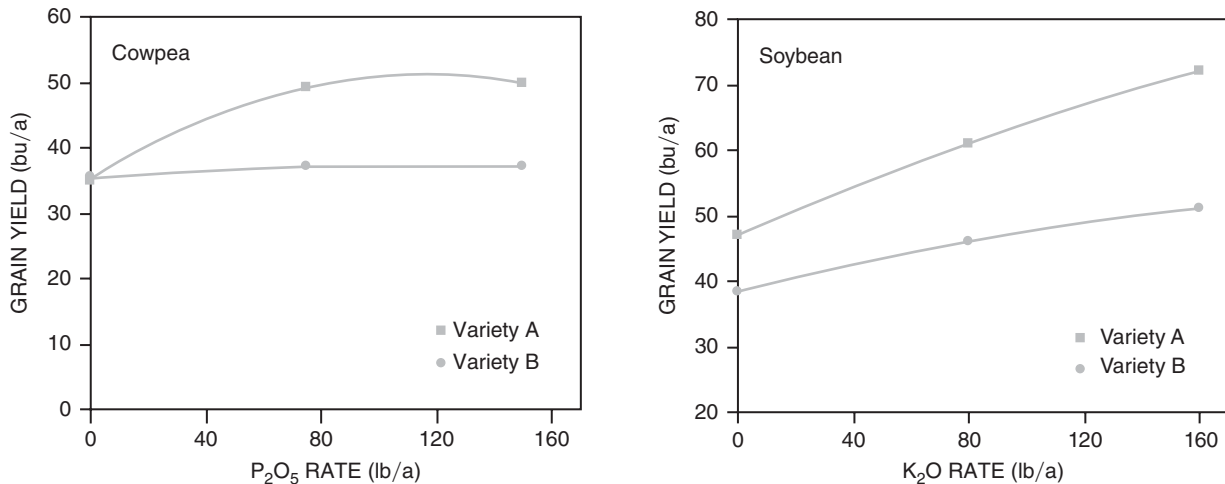 Cowpea
GRAIN YIELD (bu/a)
60
50
40
30
20
10
0
Variety A
Variety B
0 40 80 120 160
P₂O₅ RATE (lb/a)
Soybean
GRAIN YIELD (bu/a)
80
70
60
50
40
30
20
Variety A
Variety B
0 40 80 120 160
K₂O RATE (lb/a)